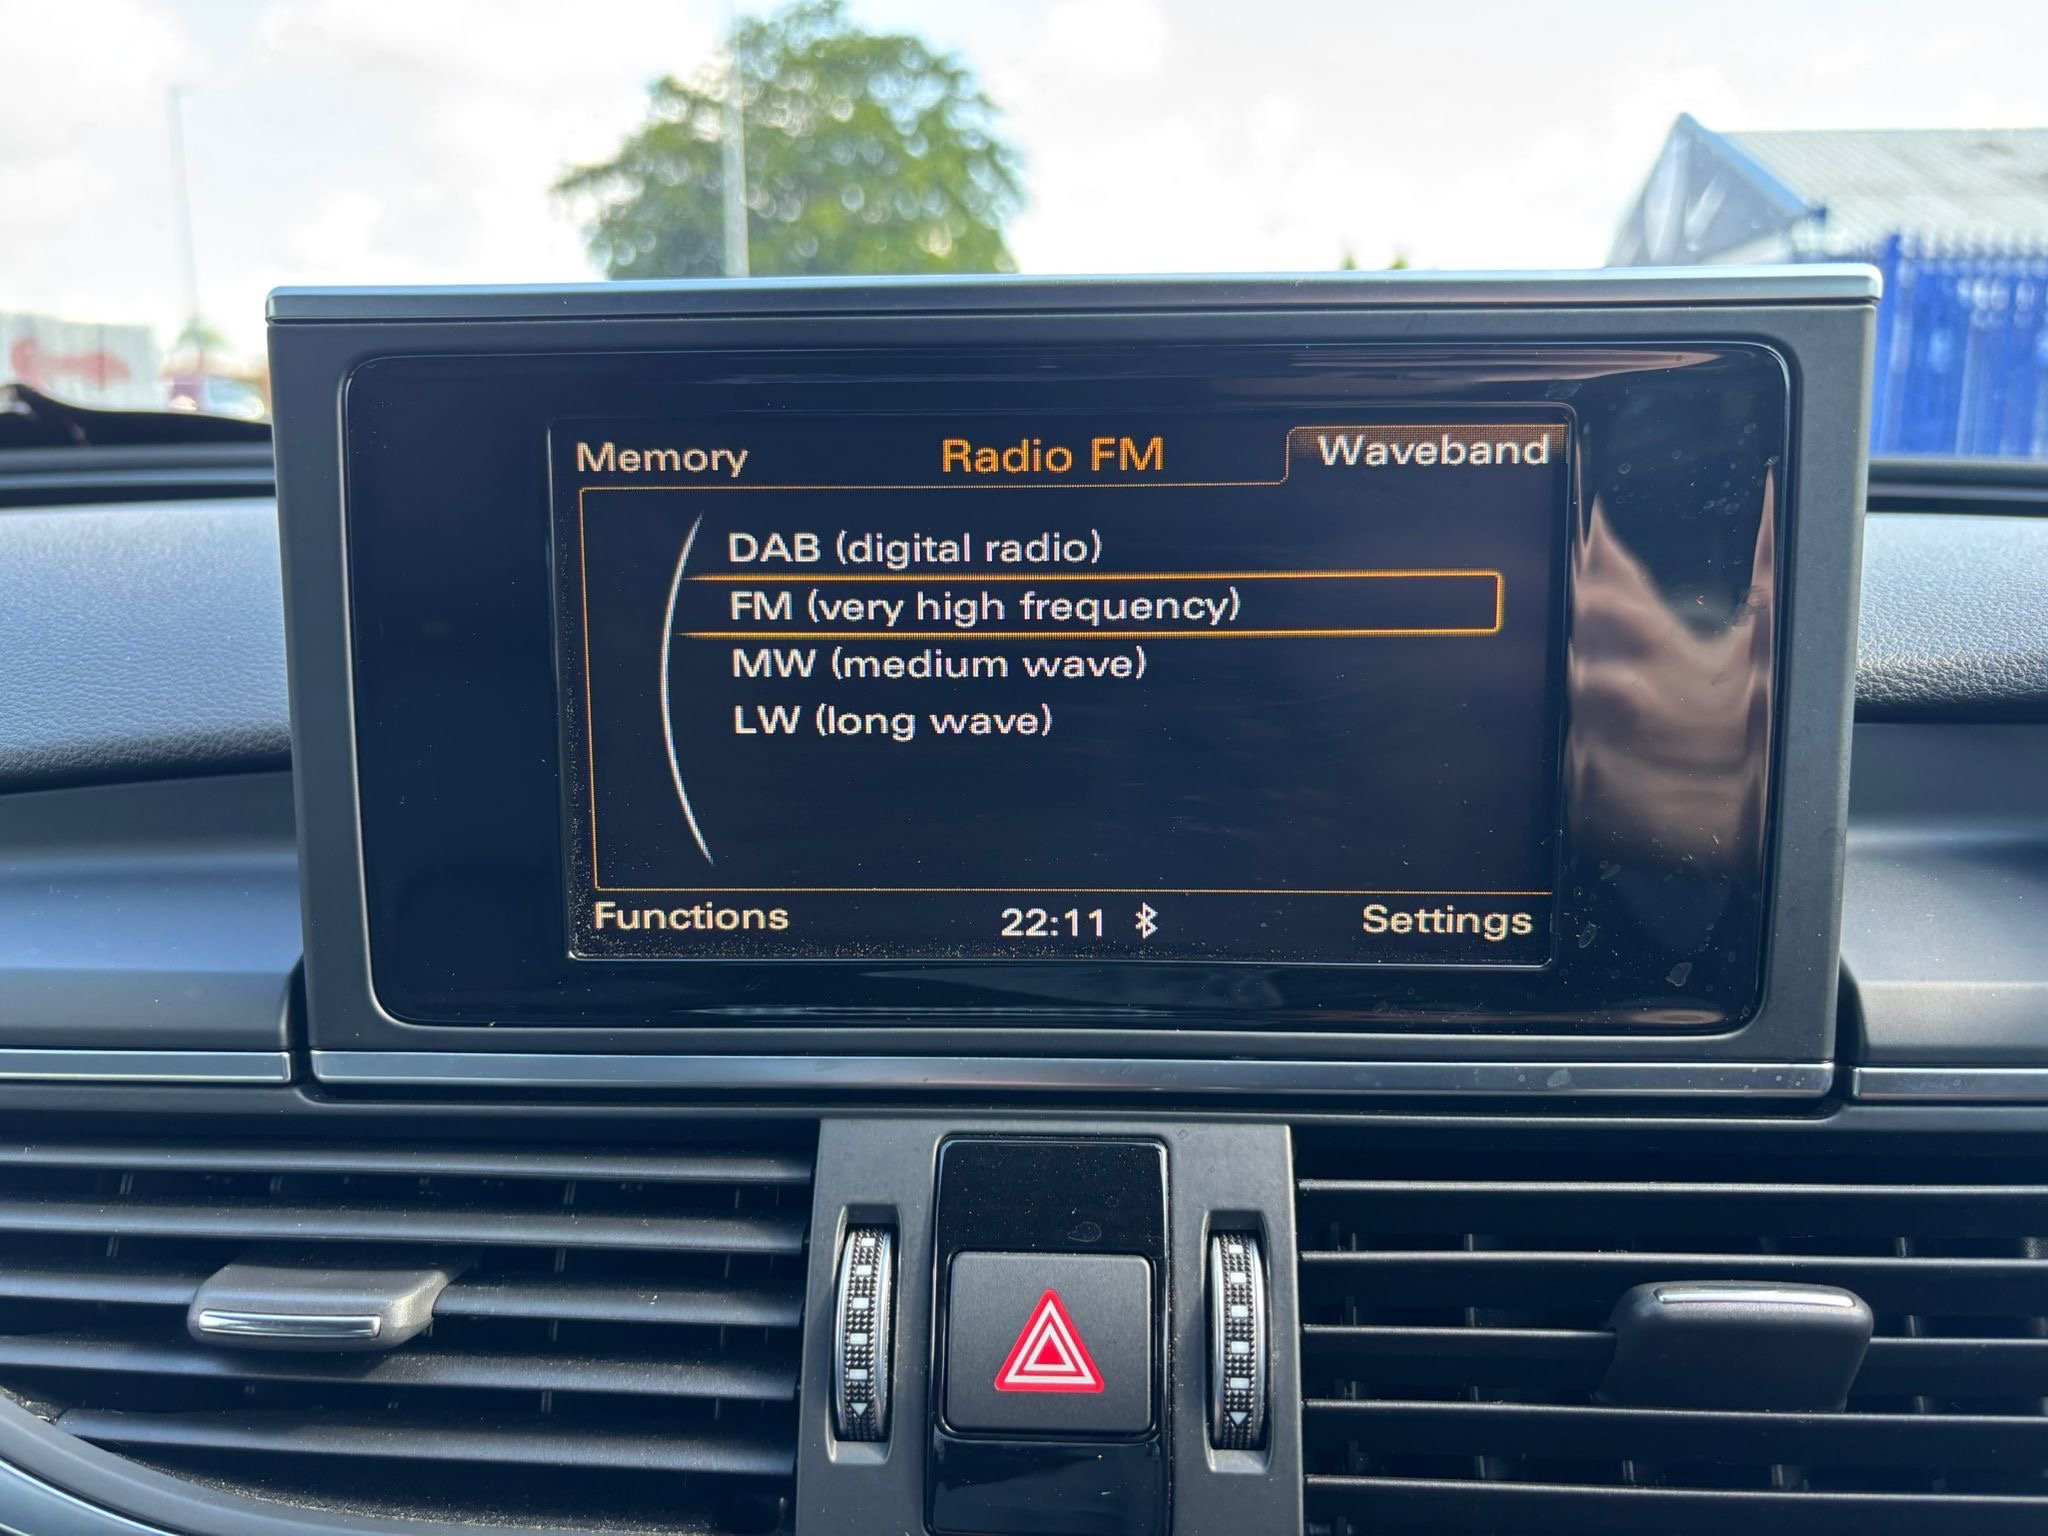 Memory Radio FM Waveband
DAB (digital radio)
FM (very high frequency)
MW (medium wave)
LW (long wave)
Functions 22:11 Settings